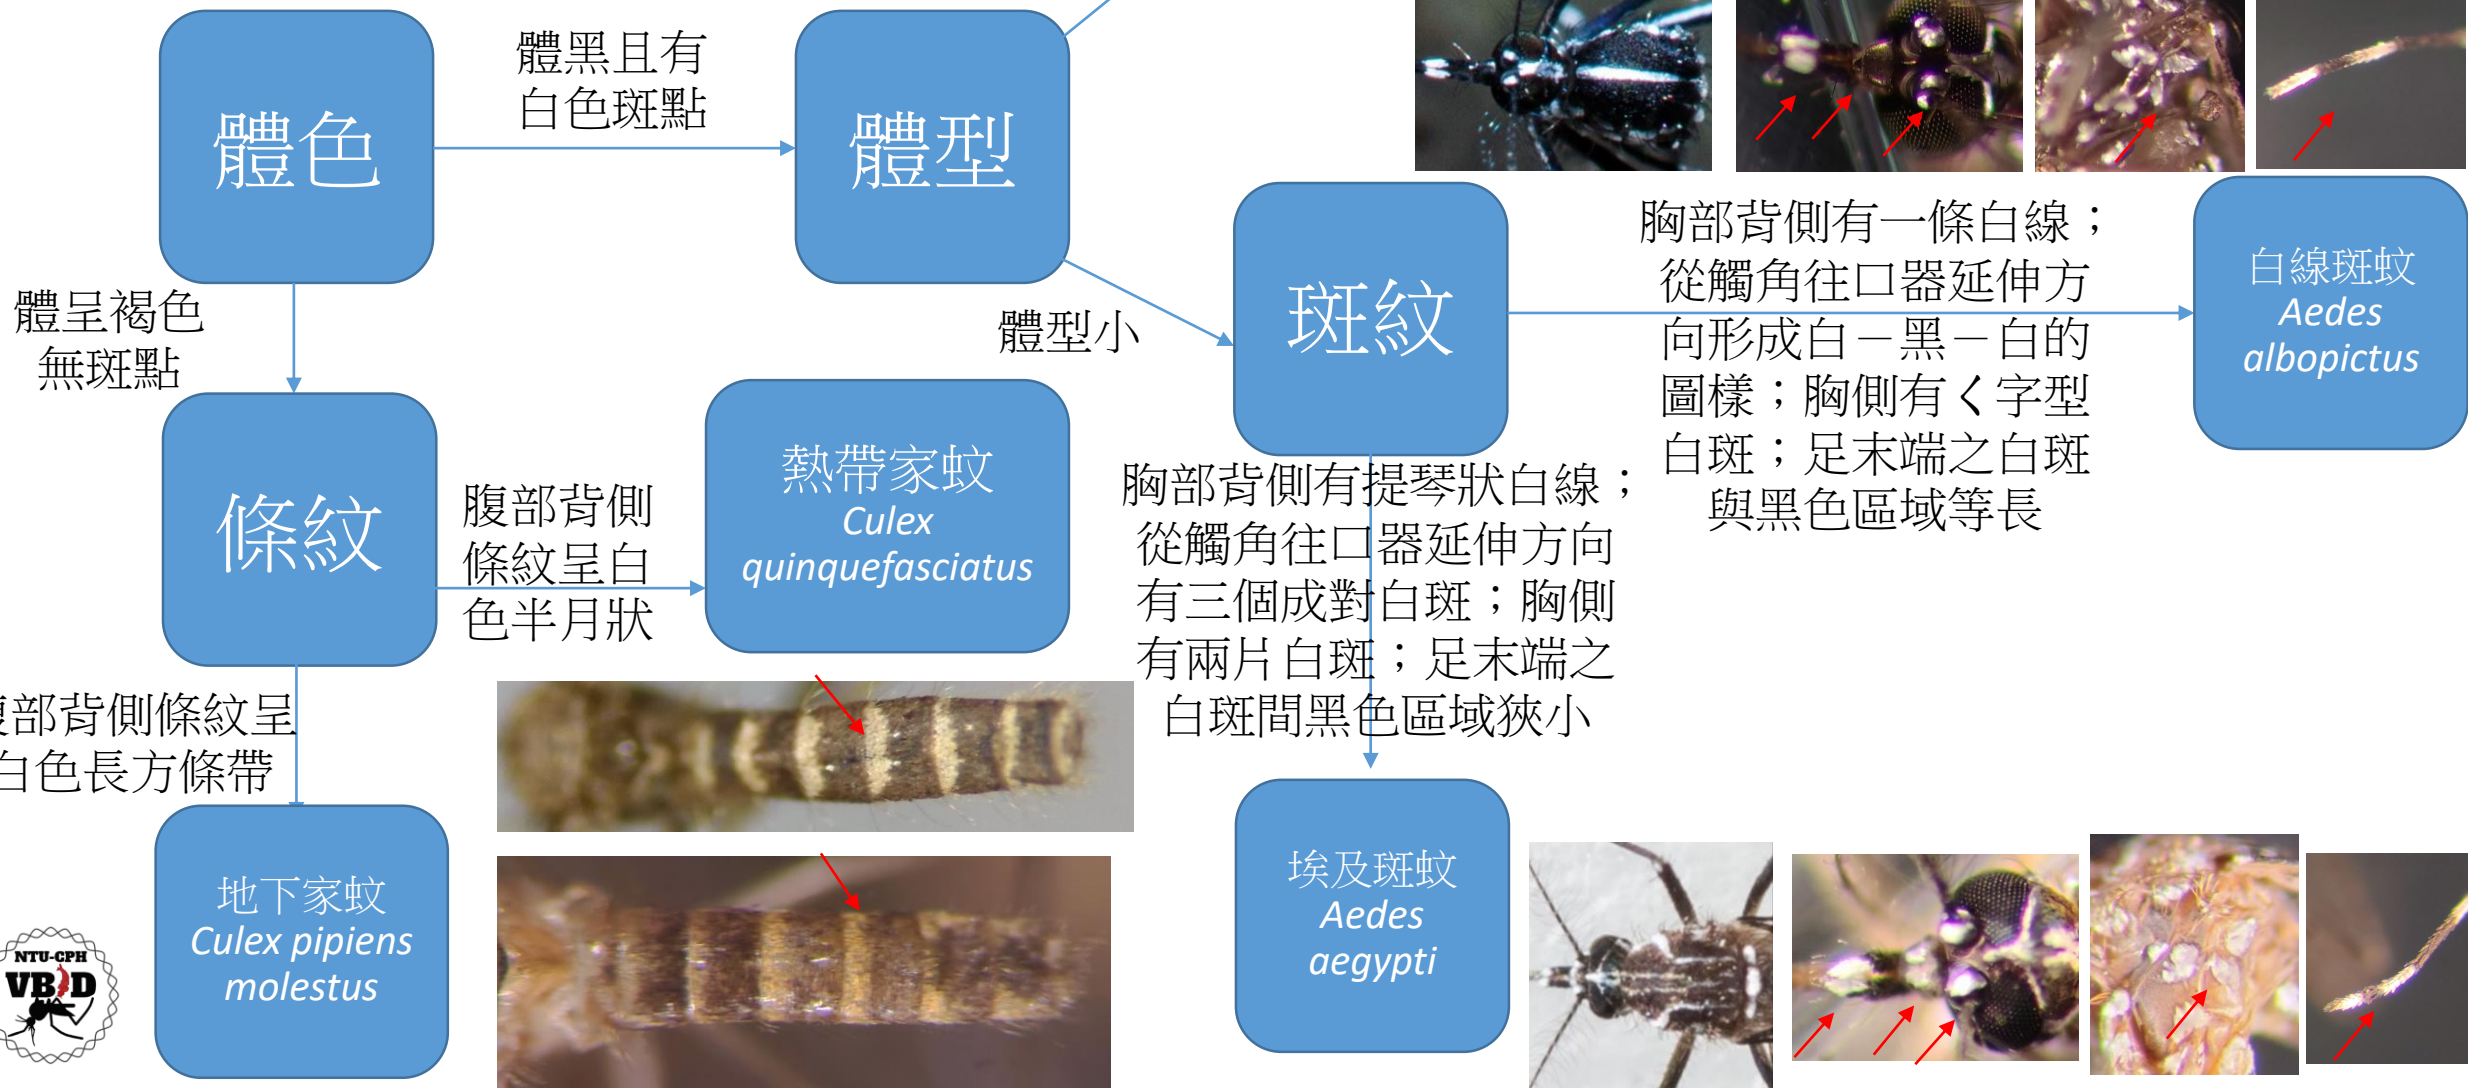 體色
體黑且有
白色斑點
體型
體呈褐色
無斑點
體型小
斑紋
胸部背側有一條白線；
從觸角往口器延伸方
向形成白－黑－白的
圖樣；胸側有く字型
白斑；足末端之白斑
與黑色區域等長
白線斑蚊
Aedes
albopictus
條紋
腹部背側
條紋呈白
色半月狀
熱帶家蚊
Culex
quinquefasciatus
胸部背側有提琴狀白線；
從觸角往口器延伸方向
有三個成對白斑；胸側
有兩片白斑；足末端之
白斑間黑色區域狹小
腹部背側條紋呈
白色長方條帶
地下家蚊
Culex pipiens
molestus
埃及斑蚊
Aedes
aegypti
NTU-CPH
VBID